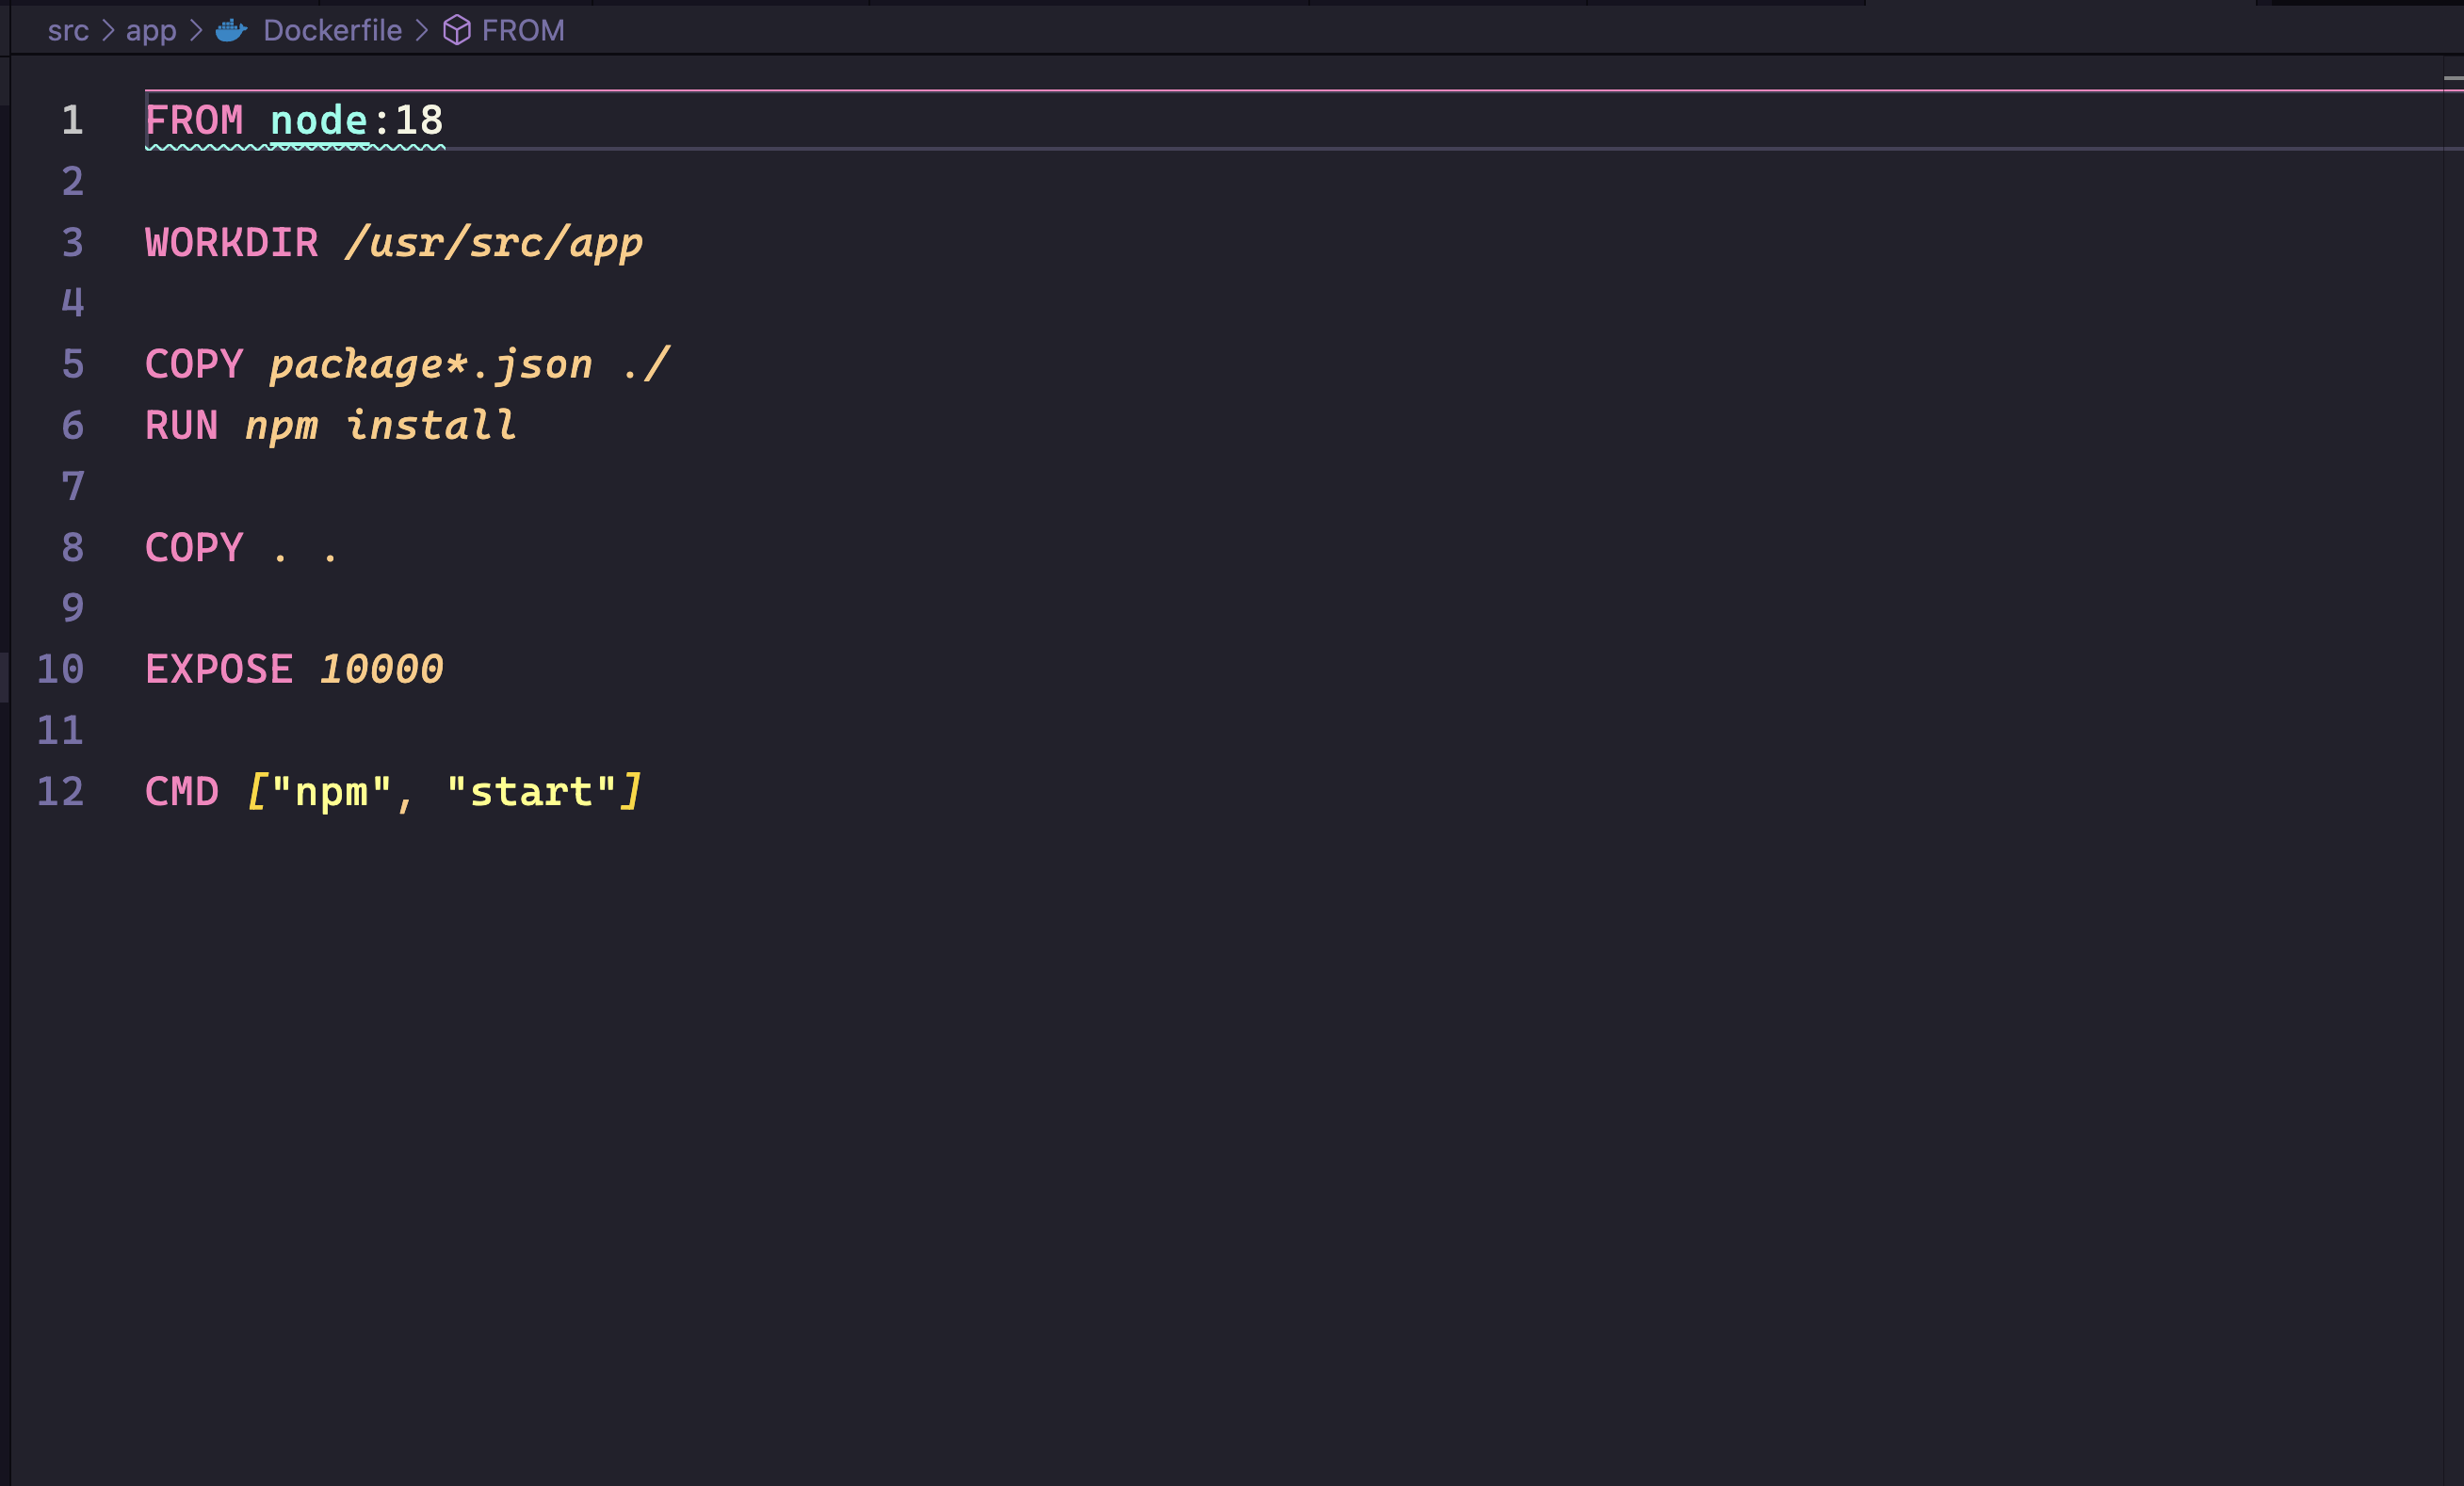 src > app > Dockerfile > FROM
1 FROM node:18
2
3 WORKDIR /usr/src/app
4
5 COPY package*.json ./
6 RUN npm install
7
8 COPY . .
9
10 EXPOSE 10000
11
12 CMD ["npm", "start"]